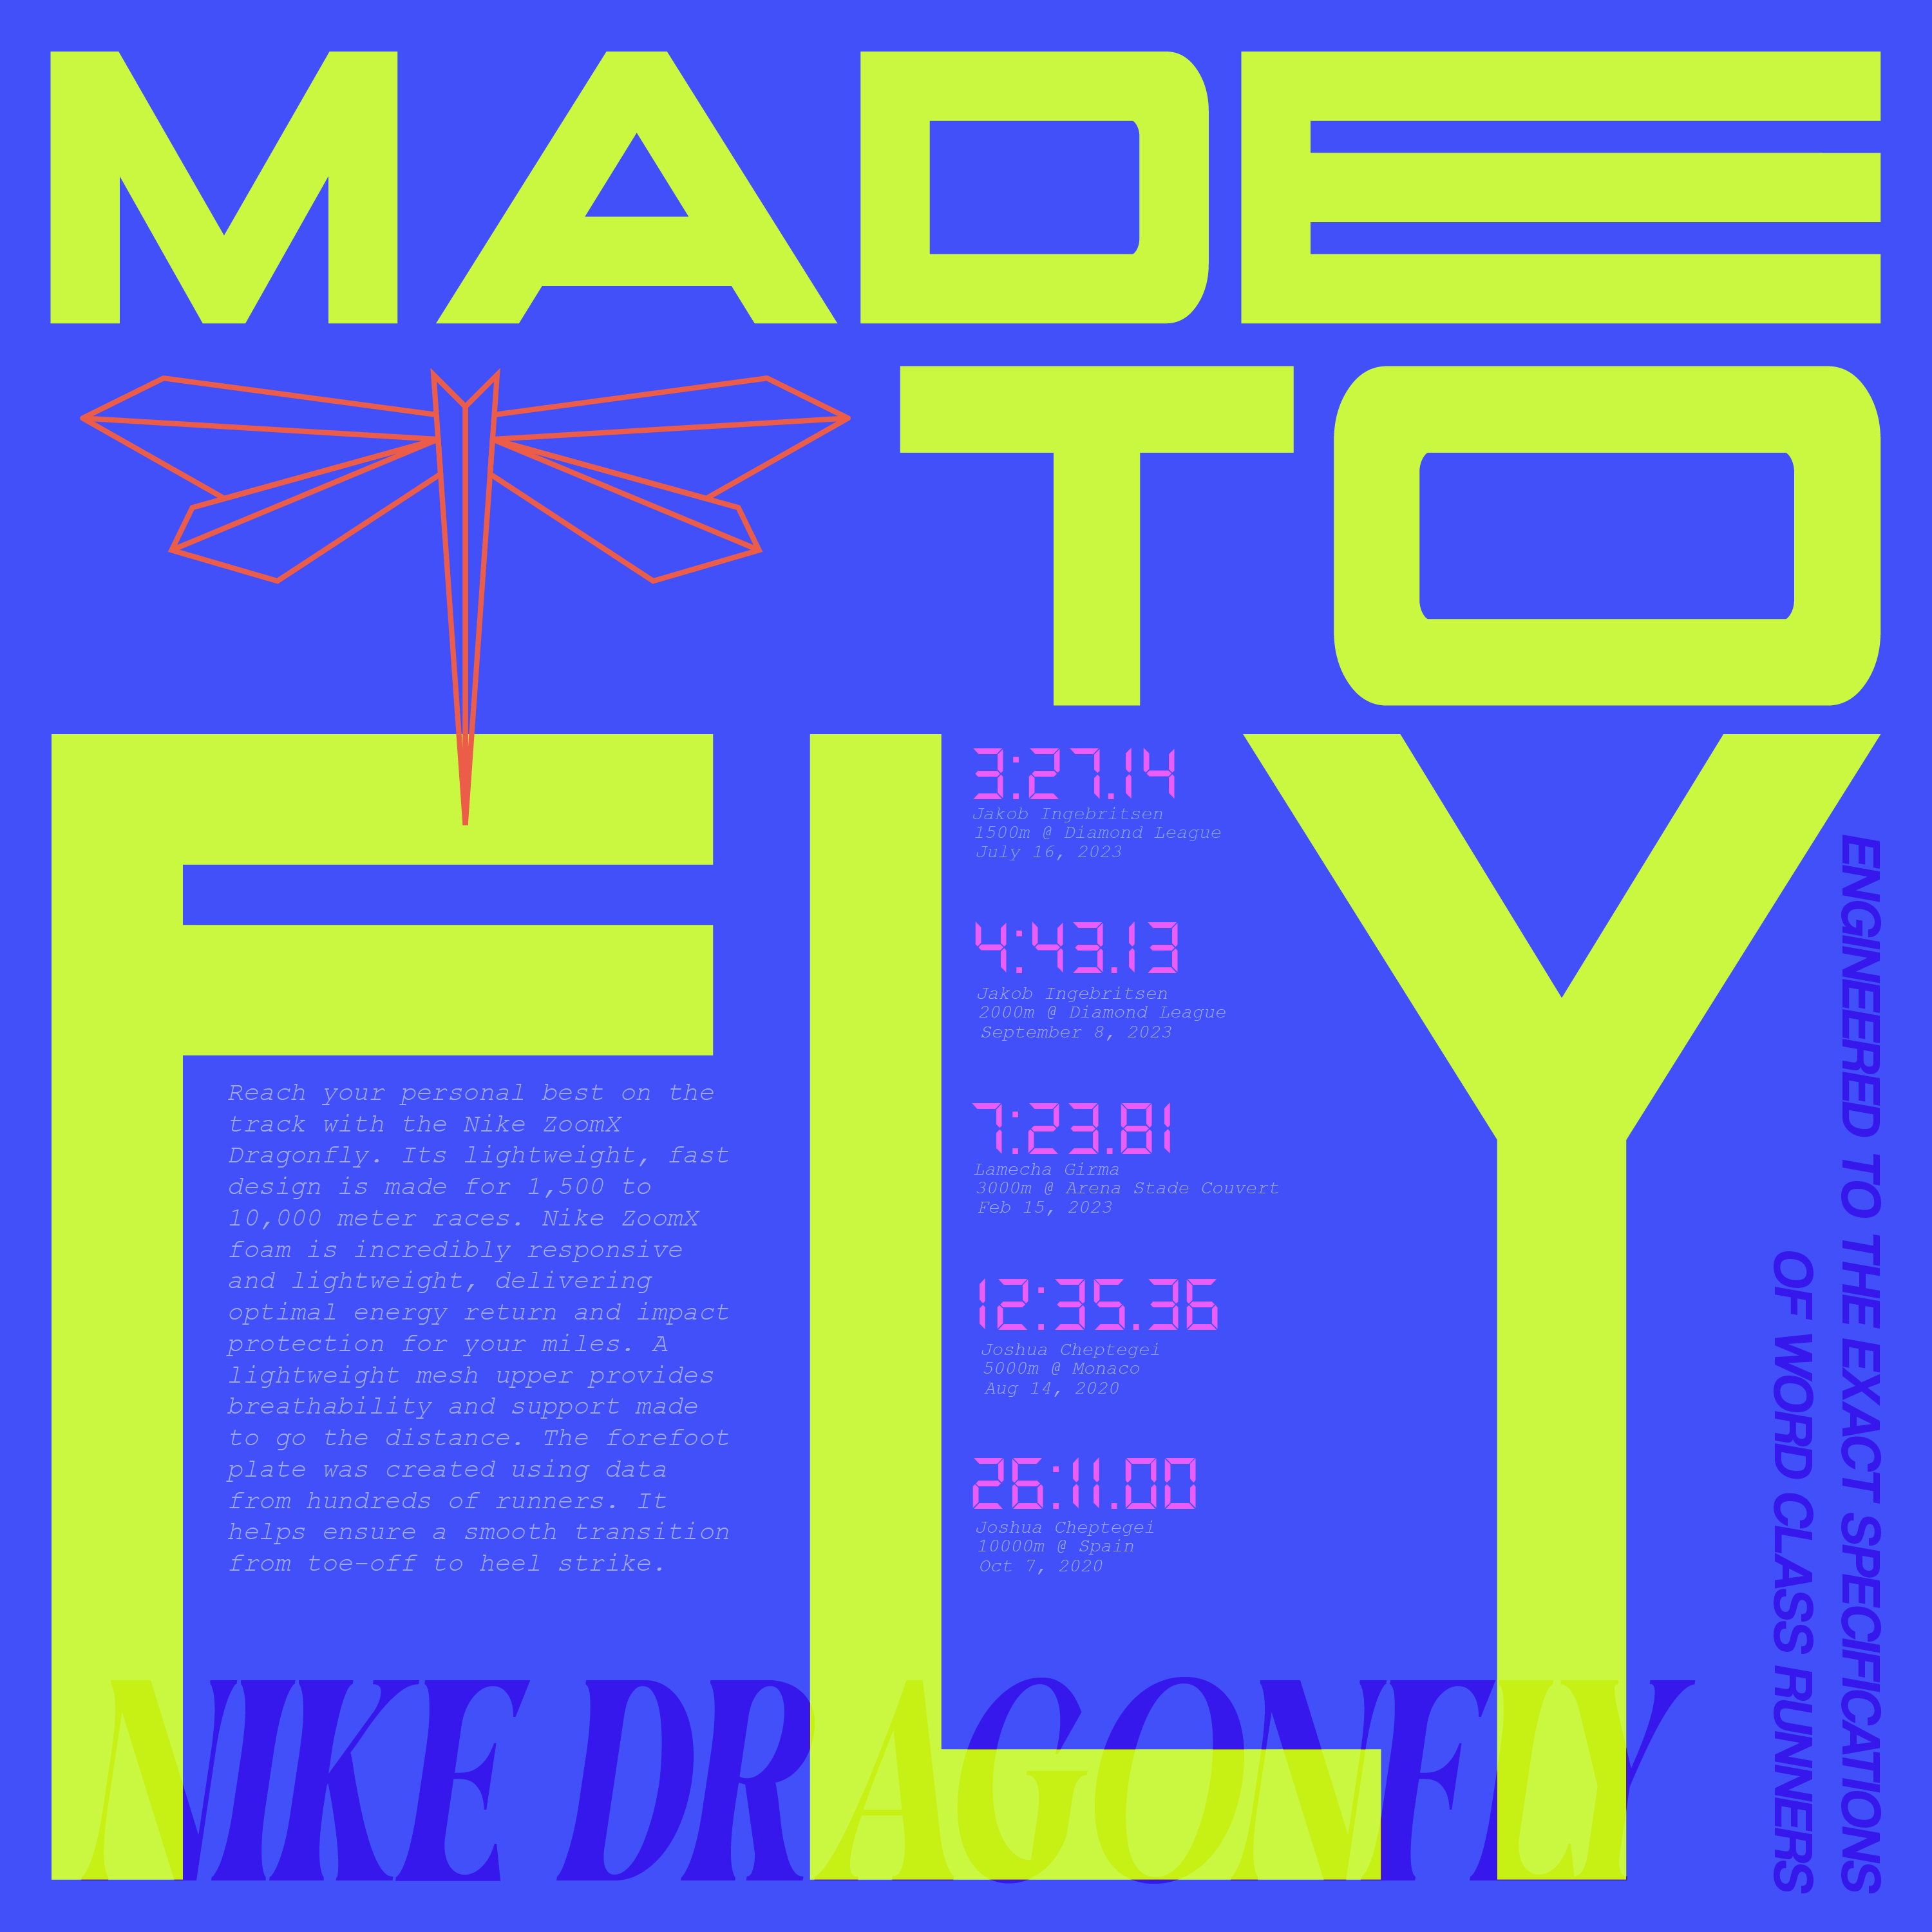 MADE
TO
FLY
3:27.14
Jakob Ingebritsen
1500m @ Diamond League
July 16, 2023
4:43.13
Jakob Ingebritsen
2000m @ Diamond League
September 8, 2023
7:23.81
Lamecha Girma
3000m @ Arena Stade Couvert
Feb 15, 2023
12:35.36
Joshua Cheptegei
5000m @ Monaco
Aug 14, 2020
26:11.00
Joshua Cheptegei
10000m @ Spain
Oct 7, 2020
Reach your personal best on the
track with the Nike ZoomX
Dragonfly. Its lightweight, fast
design is made for 1,500 to
10,000 meter races. Nike ZoomX
foam is incredibly responsive
and lightweight, delivering
optimal energy return and impact
protection for your miles. A
lightweight mesh upper provides
breathability and support made
to go the distance. The forefoot
plate was created using data
from hundreds of runners. It
helps ensure a smooth transition
from toe-off to heel strike.
ENGINEERED TO THE EXACT SPECIFICATIONS
OF WORD CLASS RUNNERS
NIKE DRAGONFLY